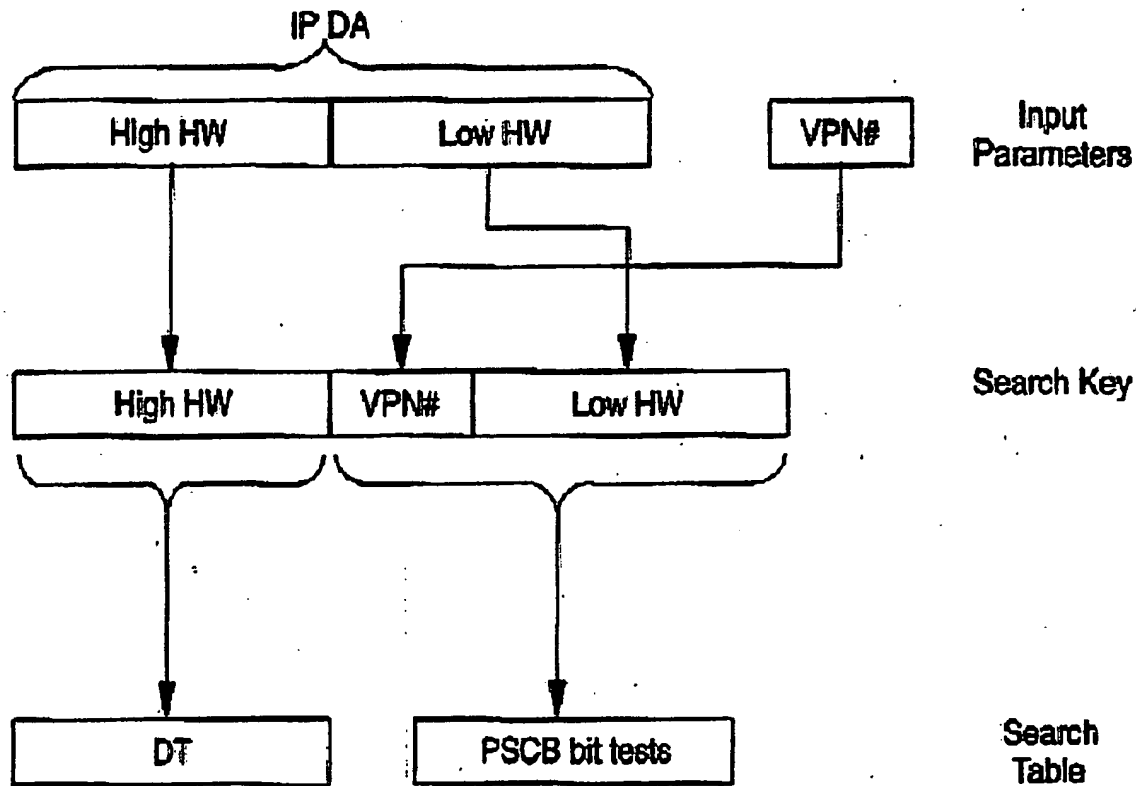 IP DA
High HW Low HW VPN# Input
Parameters
High HW VPN# Low HW Search Key
DT PSCB bit tests Search
Table